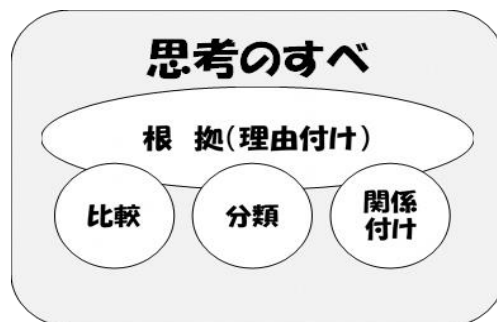 思考のすべ
根 拠(理由付け)
比較
分類
関係
付け